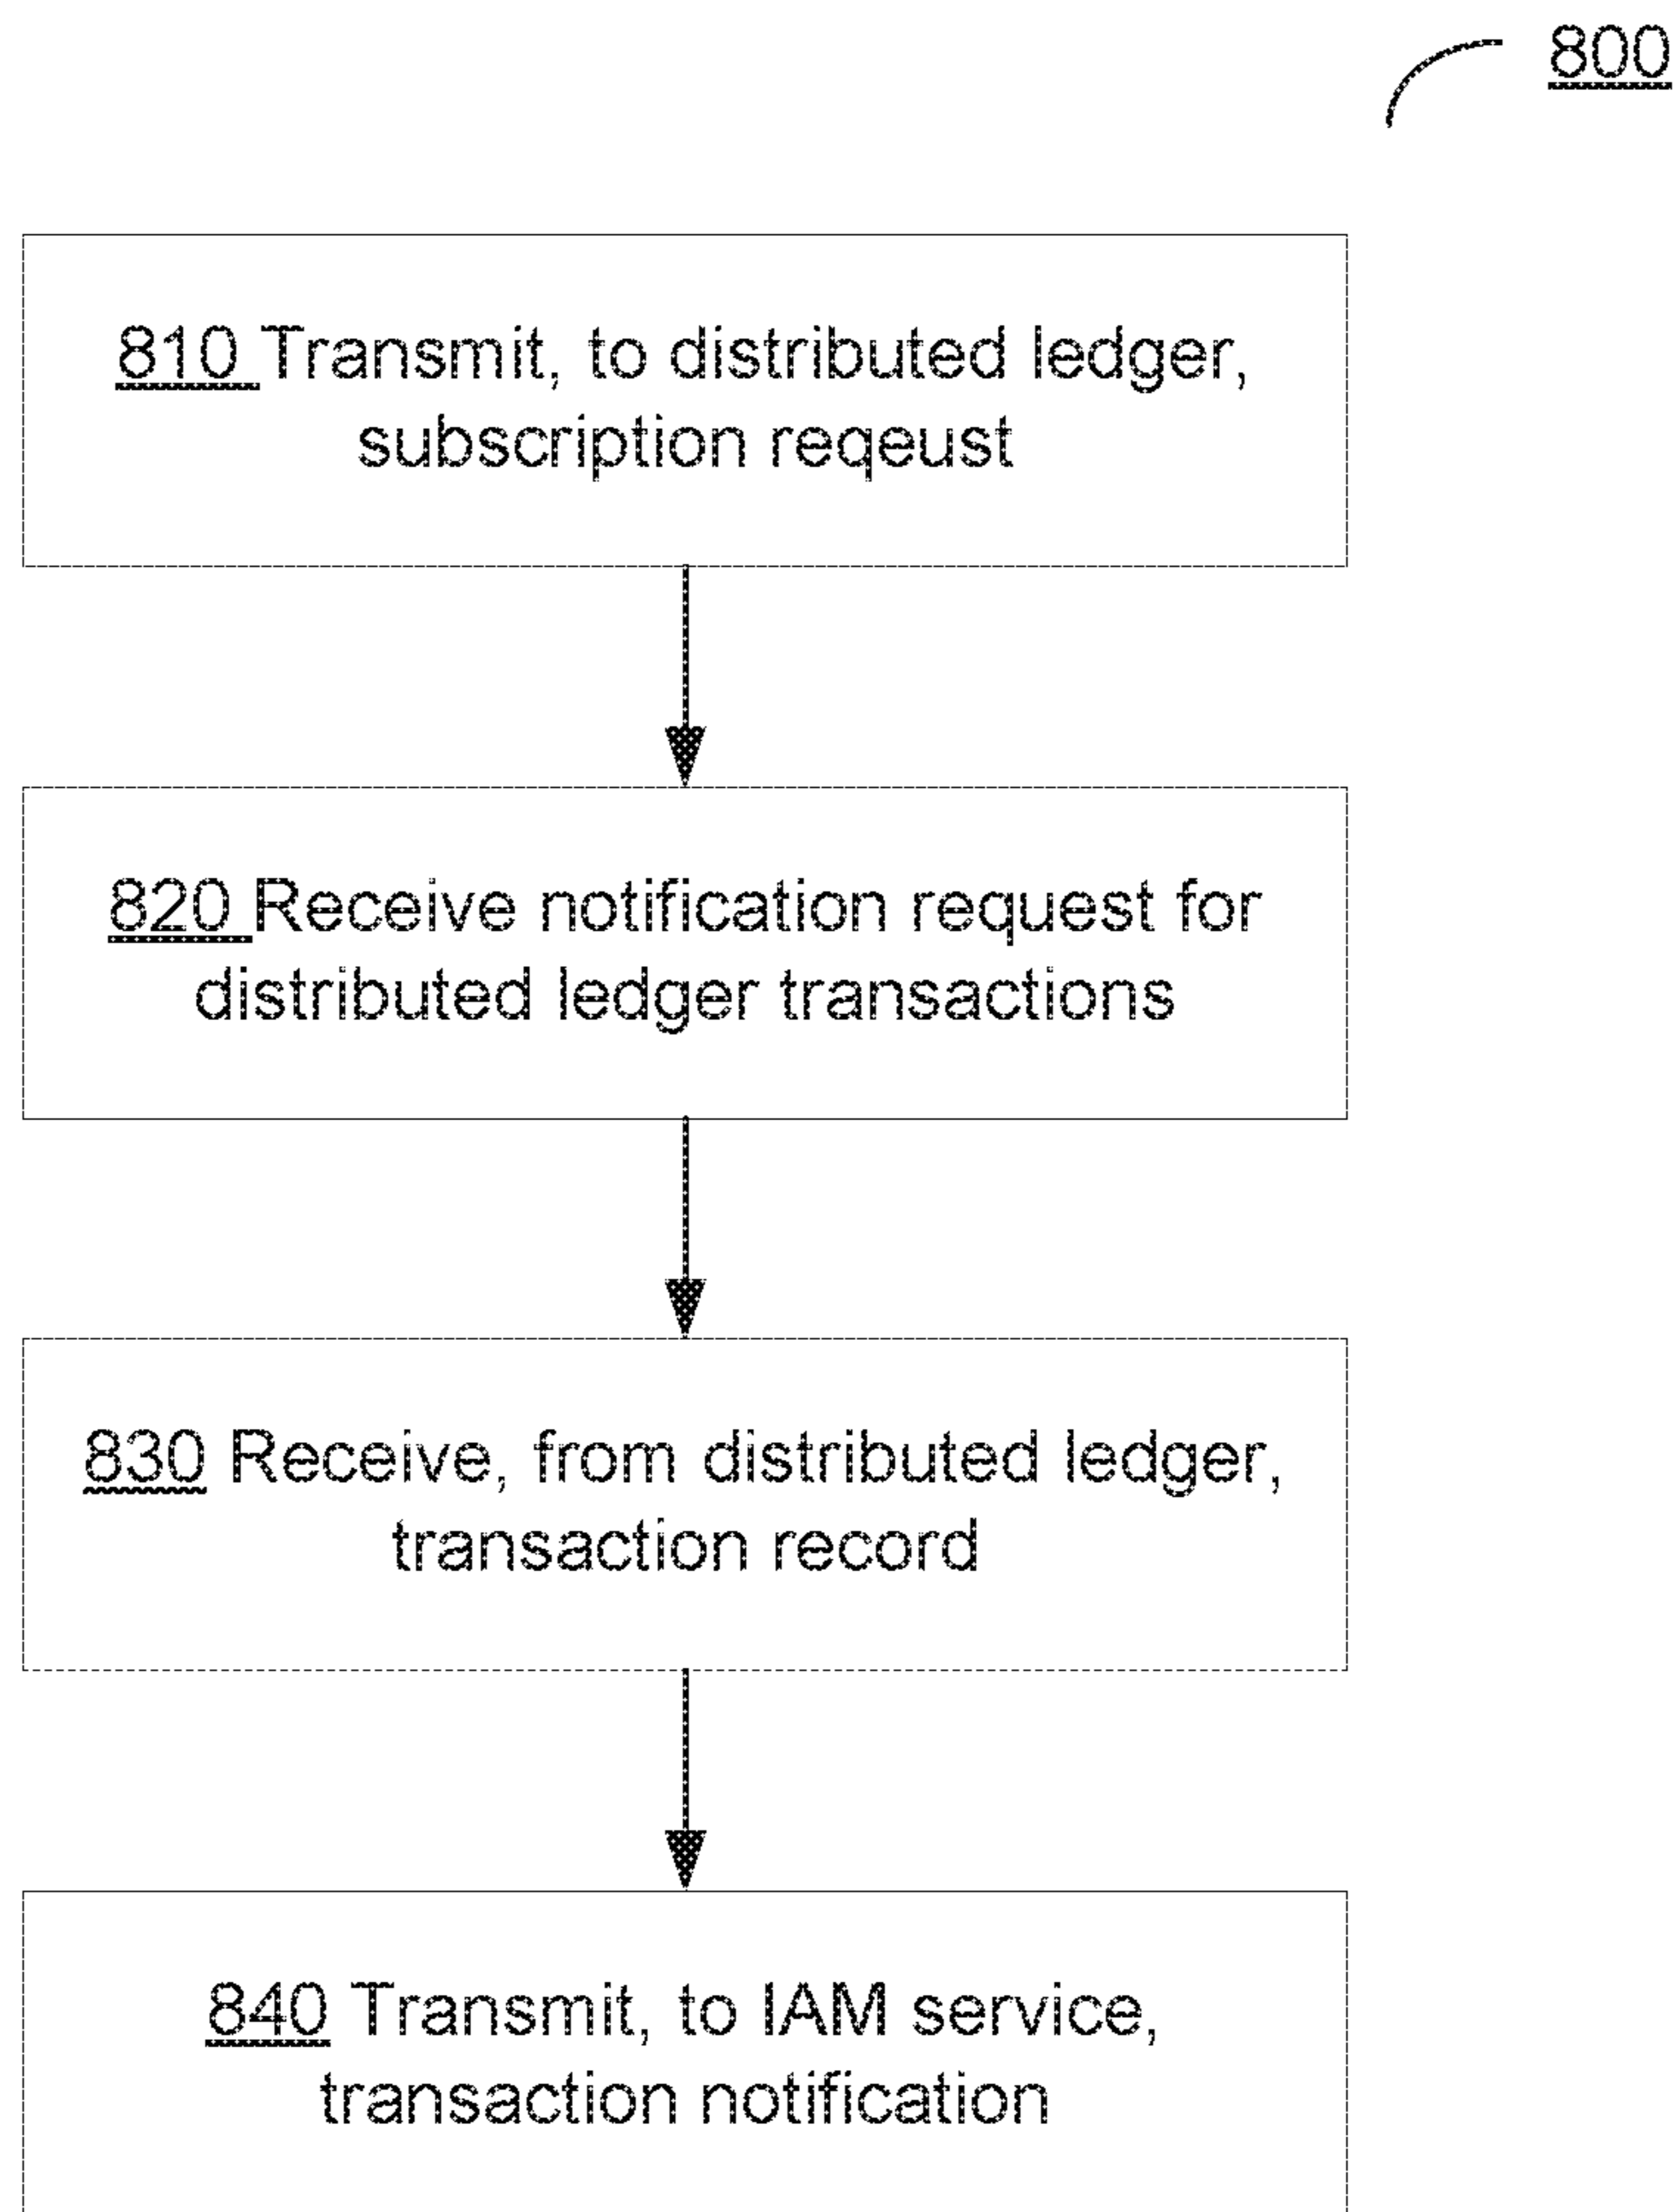 800
810 Transmit, to distributed ledger,
subscription reqeust
820 Receive notification request for
distributed ledger transactions
830 Receive, from distributed ledger,
transaction record
840 Transmit, to IAM service,
transaction notification